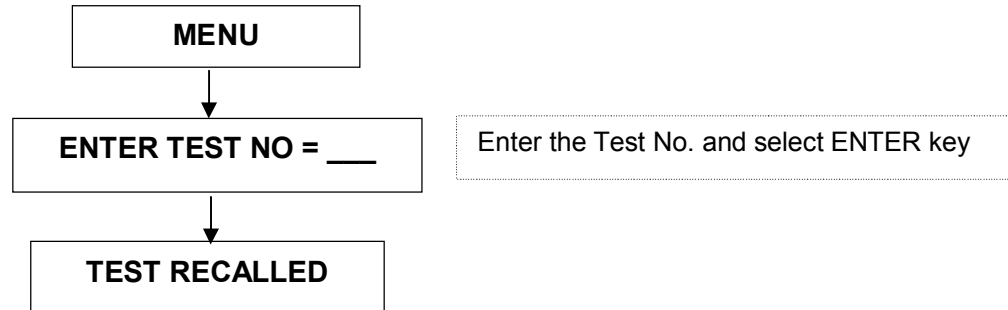 MENU
ENTER TEST NO = ___
Enter the Test No. and select ENTER key
TEST RECALLED